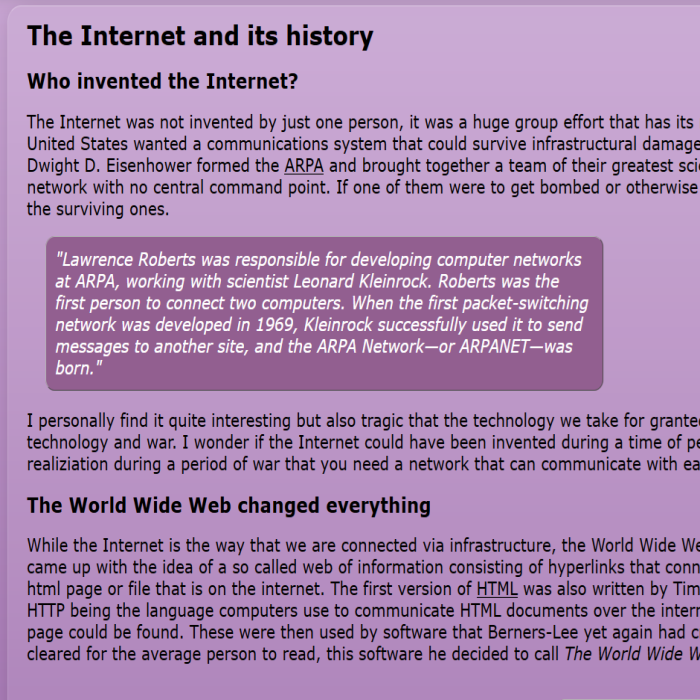 The Internet and its history
Who invented the Internet?
The Internet was not invented by just one person, it was a huge group effort that has its
United States wanted a communications system that could survive infrastructural damage
Dwight D. Eisenhower formed the ARPA and brought together a team of their greatest sci
network with no central command point. If one of them were to get bombed or otherwise
the surviving ones.
"Lawrence Roberts was responsible for developing computer networks
at ARPA, working with scientist Leonard Kleinrock. Roberts was the
first person to connect two computers. When the first packet-switching
network was developed in 1969, Kleinrock successfully used it to send
messages to another site, and the ARPA Network—or ARPANET—was
born."
I personally find it quite interesting but also tragic that the technology we take for grante
technology and war. I wonder if the Internet could have been invented during a time of pe
realiziation during a period of war that you need a network that can communicate with ea
The World Wide Web changed everything
While the Internet is the way that we are connected via infrastructure, the World Wide We
came up with the idea of a so called web of information consisting of hyperlinks that conn
html page or file that is on the internet. The first version of HTML was also written by Tim
HTTP being the language computers use to communicate HTML documents over the intern
page could be found. These were then used by software that Berners-Lee yet again had c
cleared for the average person to read, this software he decided to call The World Wide W